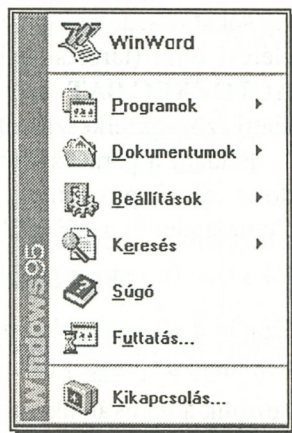 WinWord
Programok
Dokumentumok
Beállítások
Keresés
Súgó
Futtatás...
Kikapcsolás...
Windows95